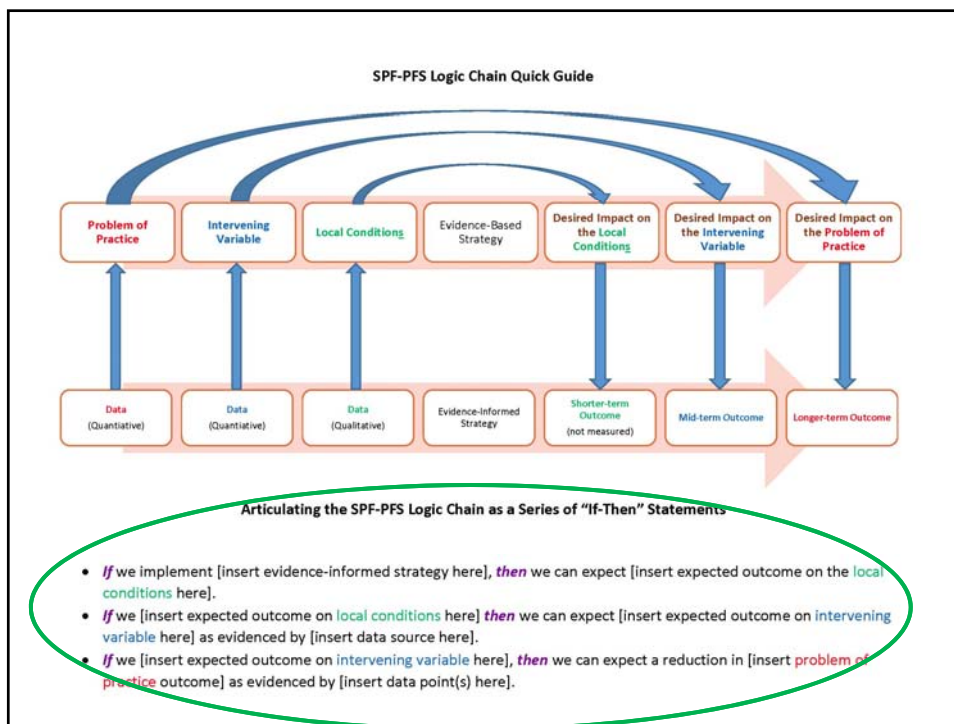 SPF-PFS Logic Chain Quick Guide
Problem of
Practice
Intervening
Variable
Local Conditions
Evidence-Based
Strategy
Desired Impact on
the Local
Conditions
Desired Impact on
the Intervening
Variable
Desired Impact on
the Problem of
Practice
Data
(Quantiative)
Data
(Quantiative)
Data
(Qualitative)
Evidence-Informed
Strategy
Shorter-term
Outcome
(not measured)
Mid-term Outcome
Longer-term Outcome
Articulating the SPF-PFS Logic Chain as a Series of “If-Then” Statements
• If we implement [insert evidence-informed strategy here], then we can expect [insert expected outcome on the local
conditions here].
• If we [insert expected outcome on local conditions here] then we can expect [insert expected outcome on intervening
variable here] as evidenced by [insert data source here].
• If we [insert expected outcome on intervening variable here], then we can expect a reduction in [insert problem of
practice outcome] as evidenced by [insert data point(s) here].